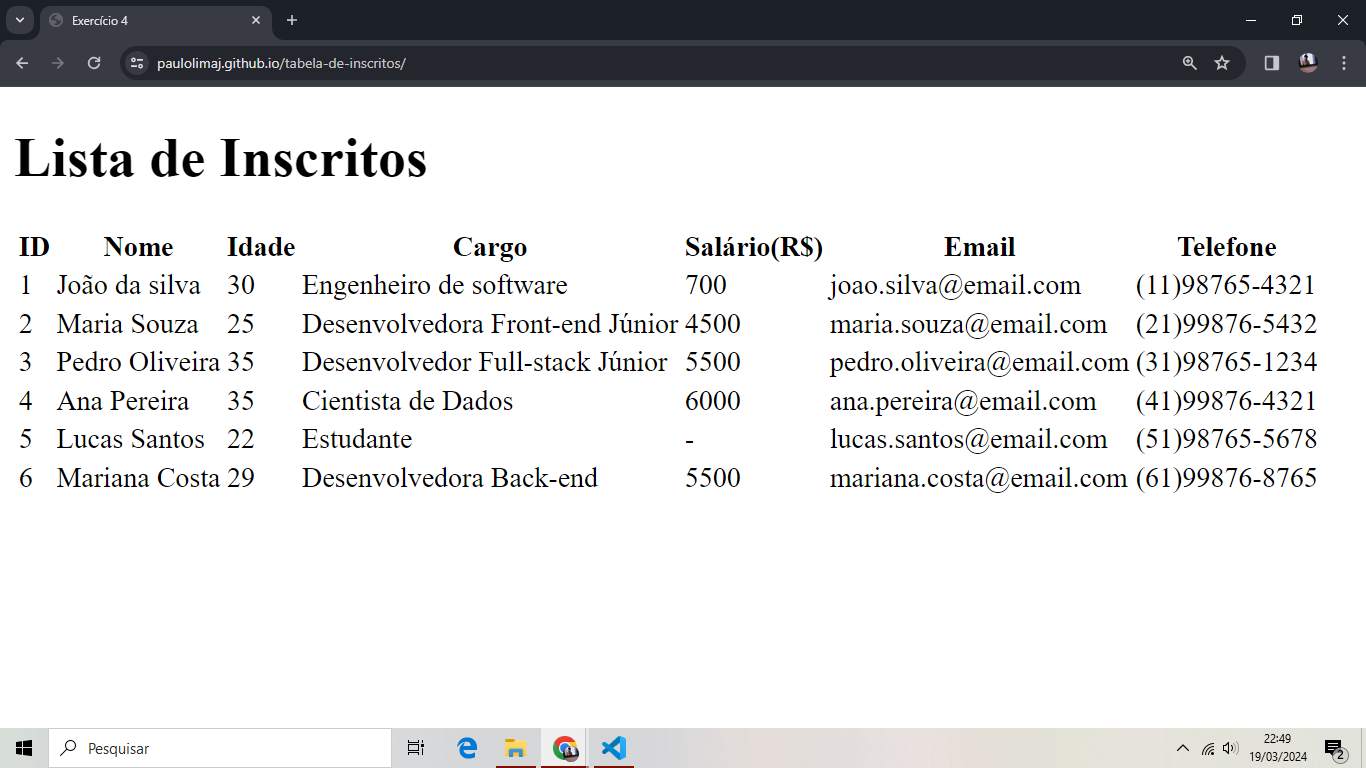 Exercício 4
paulolimaj.github.io/tabela-de-inscritos/
Lista de Inscritos
ID Nome Idade Cargo Salário(R$) Email Telefone
1 João da silva 30 Engenheiro de software 700 joao.silva@email.com (11)98765-4321
2 Maria Souza 25 Desenvolvedora Front-end Júnior 4500 maria.souza@email.com (21)99876-5432
3 Pedro Oliveira 35 Desenvolvedor Full-stack Júnior 5500 pedro.oliveira@email.com (31)98765-1234
4 Ana Pereira 35 Cientista de Dados 6000 ana.pereira@email.com (41)99876-4321
5 Lucas Santos 22 Estudante - lucas.santos@email.com (51)98765-5678
6 Mariana Costa 29 Desenvolvedora Back-end 5500 mariana.costa@email.com (61)99876-8765
Pesquisar
22:49
19/03/2024
2